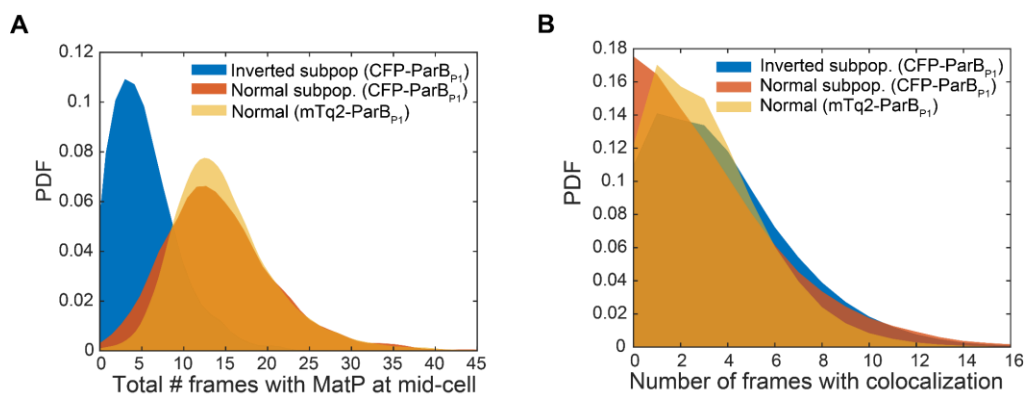 A
0.12
0.1
0.08
0.06
0.04
0.02
0
PDF
Inverted subpop (CFP-ParBP1)
Normal subpop. (CFP-ParBP1)
Normal (mTq2-ParBP1)
0 5 10 15 20 25 30 35 40 45
Total # frames with MatP at mid-cell
B
0.18
0.16
0.14
0.12
0.1
0.08
0.06
0.04
0.02
0
PDF
Inverted subpop. (CFP-ParBP1)
Normal subpop. (CFP-ParBP1)
Normal (mTq2-ParBP1)
0 2 4 6 8 10 12 14 16
Number of frames with colocalization